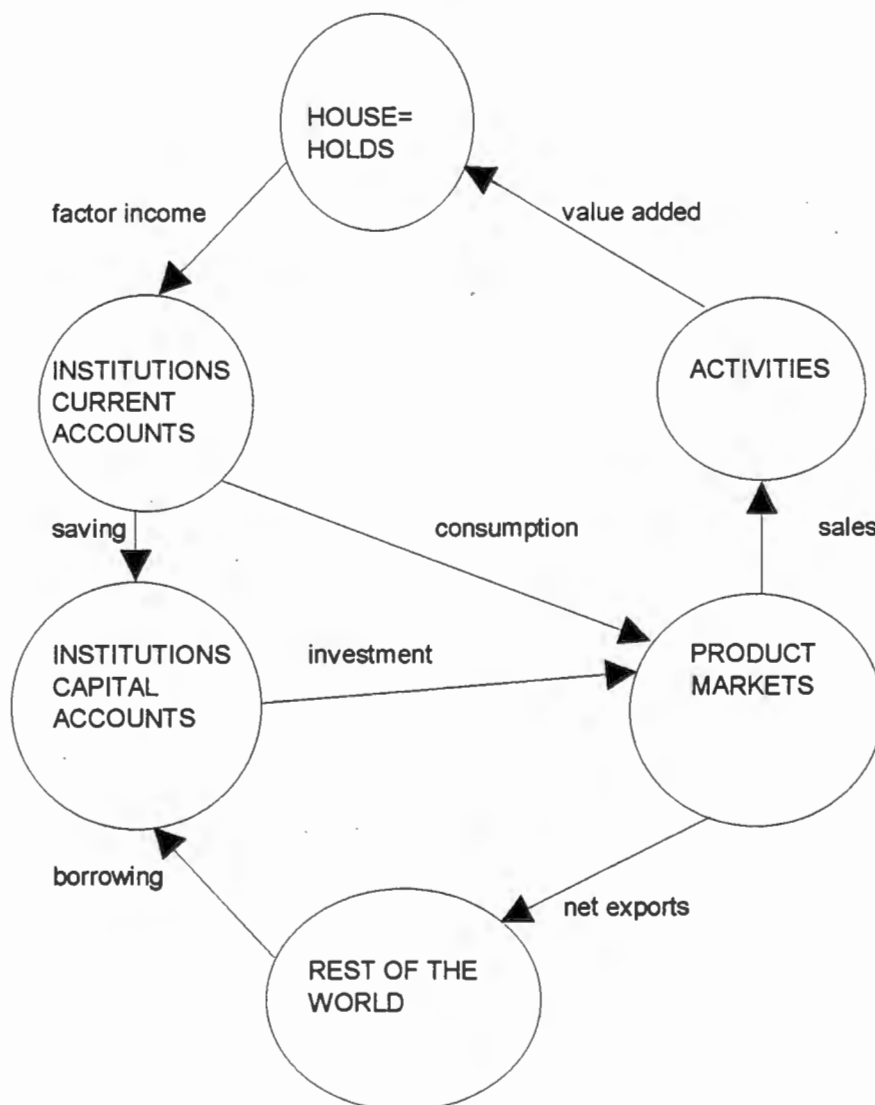 HOUSE=
HOLDS
factor income
value added
INSTITUTIONS
CURRENT
ACCOUNTS
ACTIVITIES
saving
consumption
sales
INSTITUTIONS
CAPITAL
ACCOUNTS
investment
PRODUCT
MARKETS
borrowing
net exports
REST OF THE
WORLD